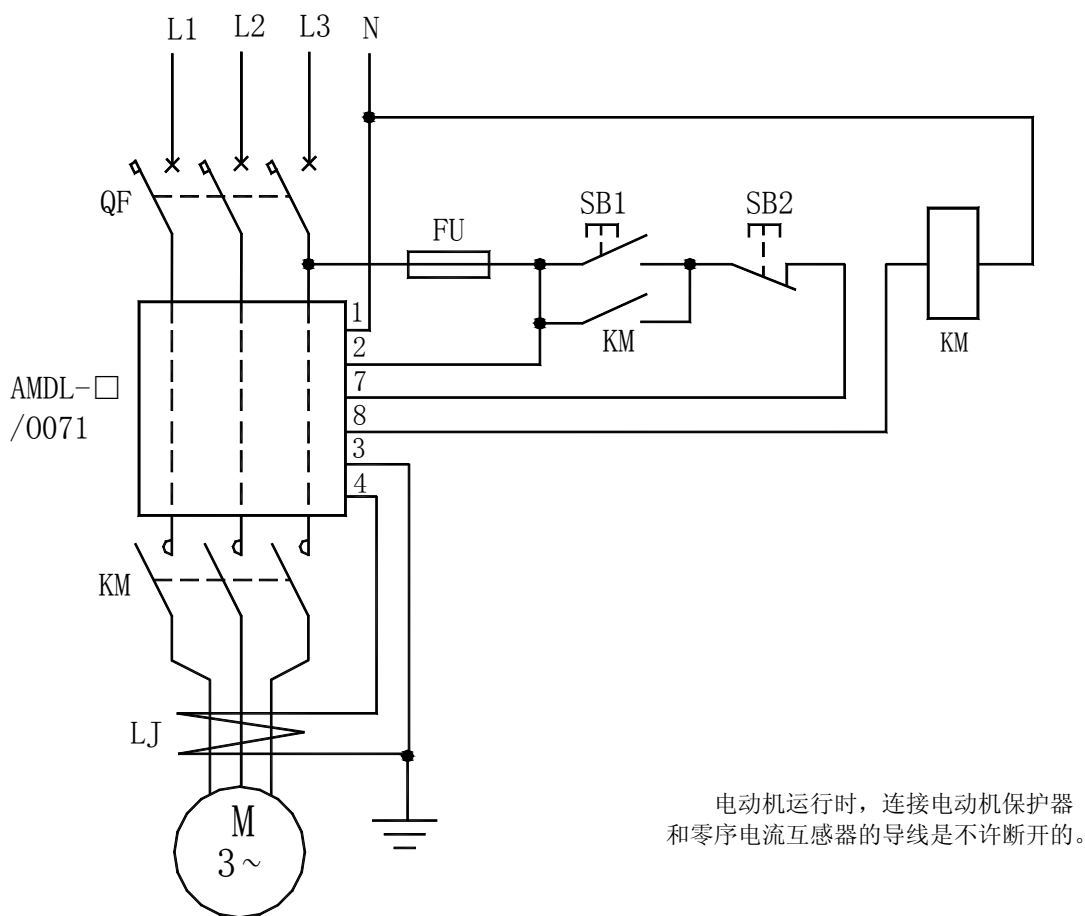 L1 L2 L3 N
QF
SB1 SB2
FU
1
KM KM
2
AMDL-□
7
/0071
8
3
4
KM
LJ
M
3~
电动机运行时，连接电动机保护器
和零序电流互感器的导线是不许断开的。